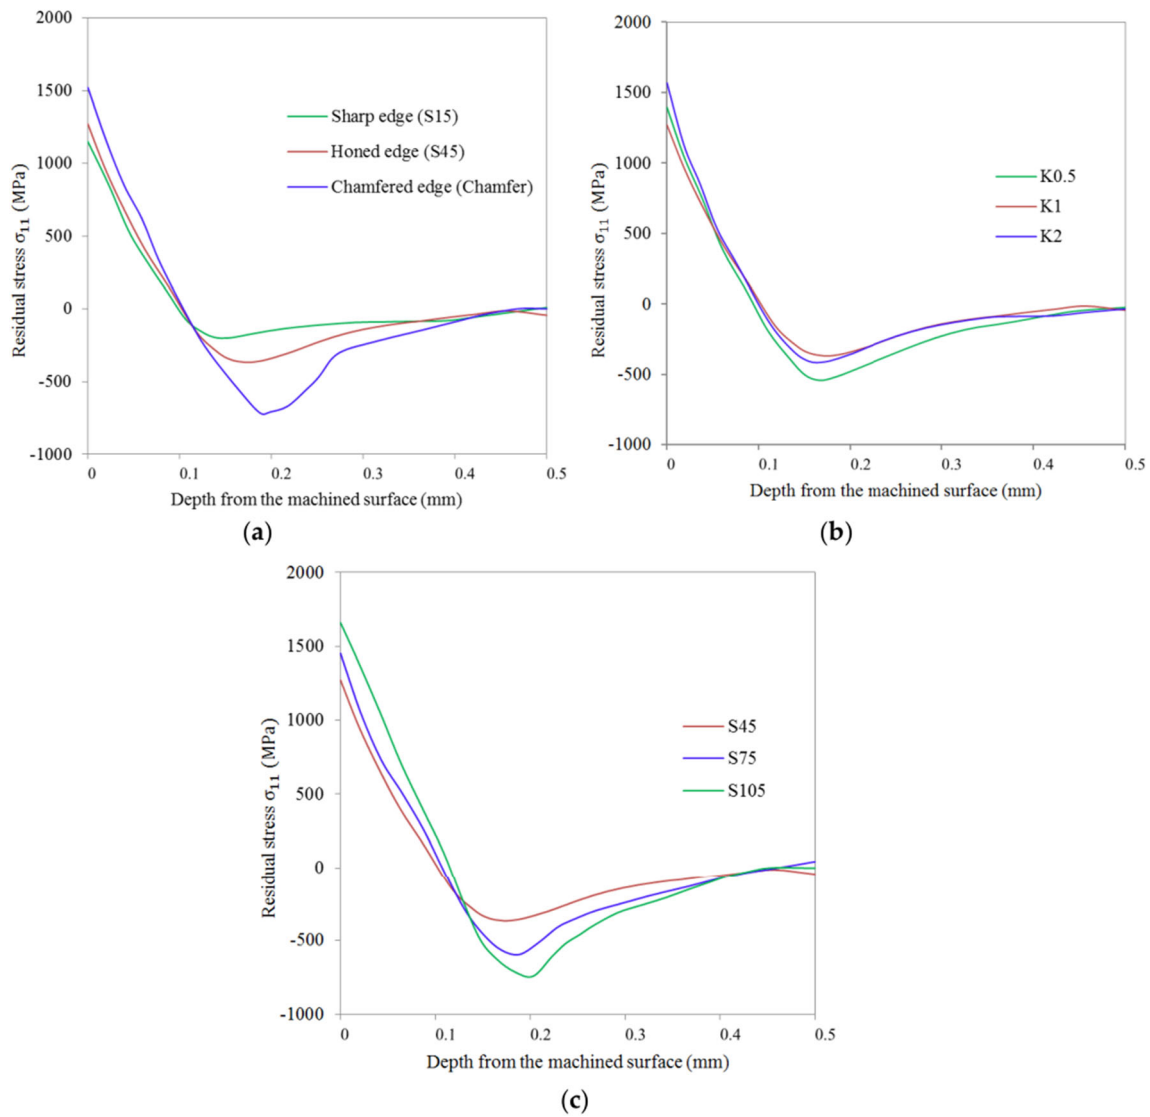 2000
1500
1000
500
0
-500
-1000
Residual stress σ11 (MPa)
Sharp edge (S15)
Honed edge (S45)
Chamfered edge (Chamfer)
0 0.1 0.2 0.3 0.4 0.5
Depth from the machined surface (mm)
(a)
2000
1500
1000
500
0
-500
-1000
Residual stress σ11 (MPa)
K0.5
K1
K2
0 0.1 0.2 0.3 0.4 0.5
Depth from the machined surface (mm)
(b)
2000
1500
1000
500
0
-500
-1000
Residual stress σ11 (MPa)
S45
S75
S105
0 0.1 0.2 0.3 0.4 0.5
Depth from the machined surface (mm)
(c)